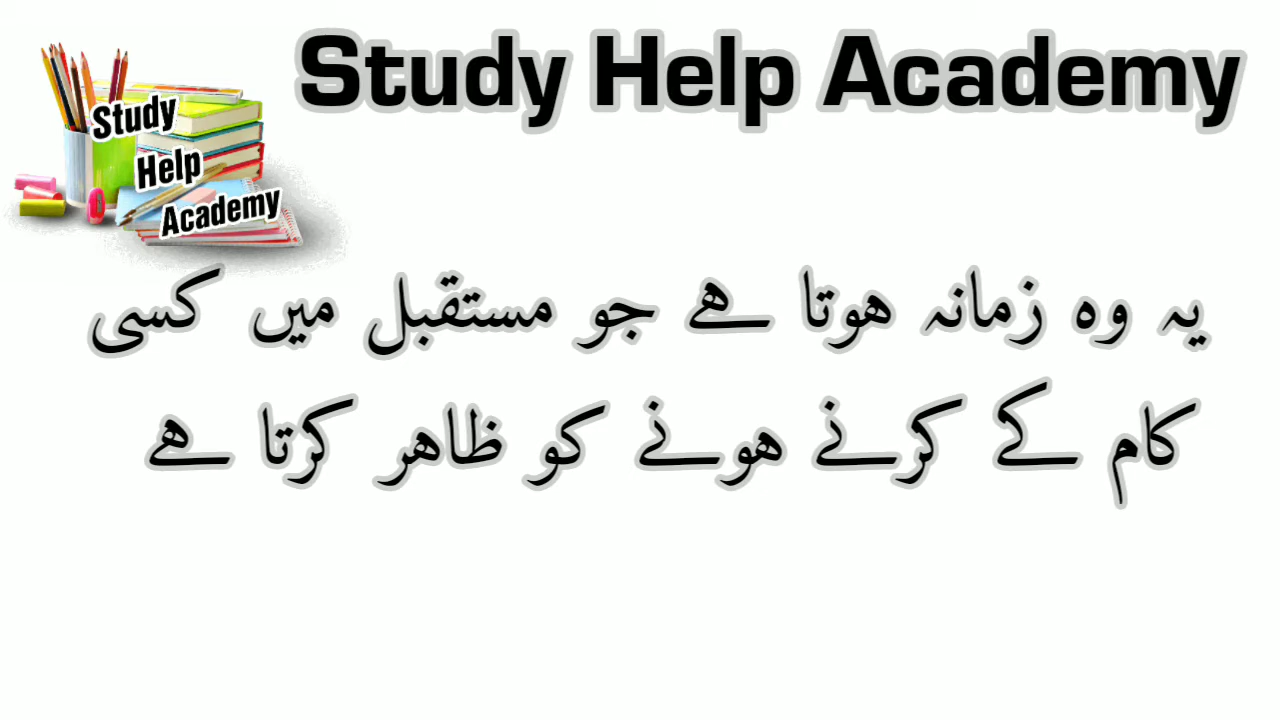 Study Help Academy
Study
Help
Academy
یہ وہ زمانہ ہوتا ہے جو مستقبل میں کسی
کام کے کرنے ہونے کو ظاہر کرتا ہے